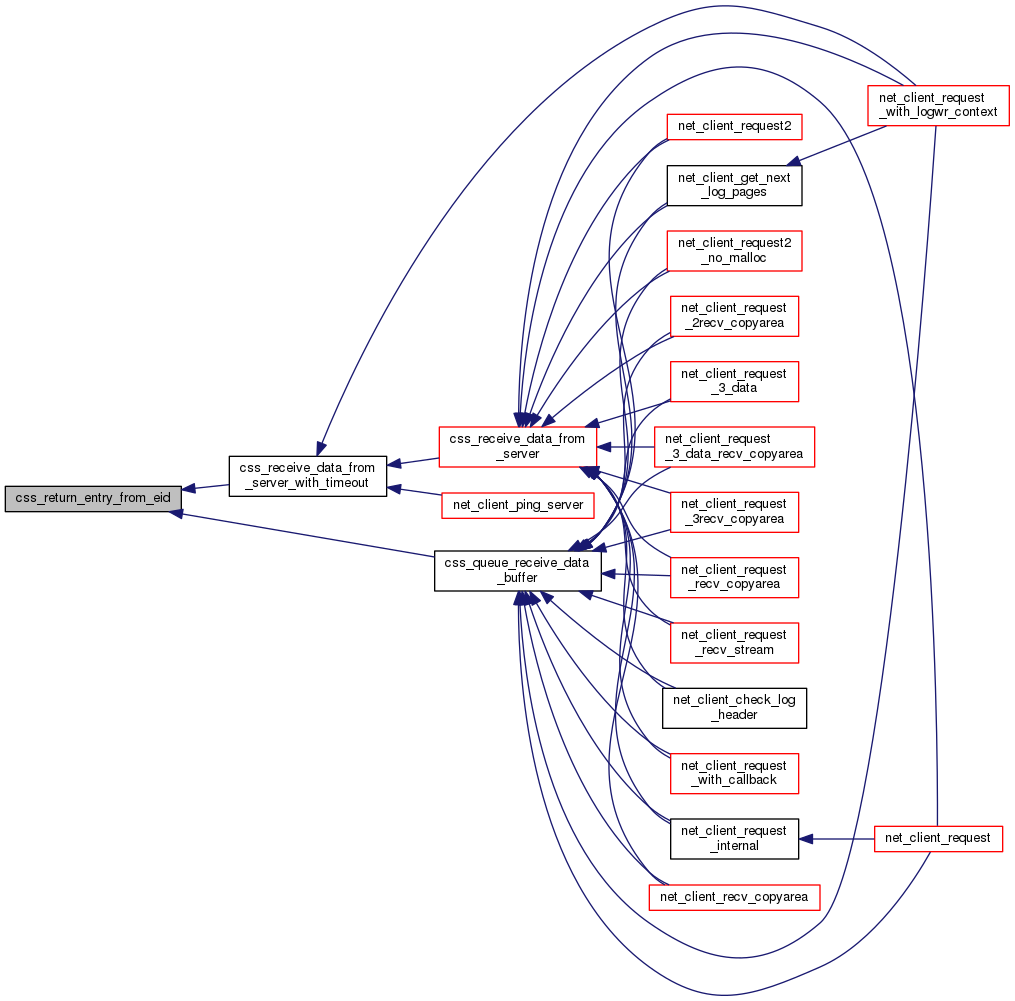 css_return_entry_from_eid
css_receive_data_from
_server_with_timeout
css_receive_data_from
_server
net_client_ping_server
css_queue_receive_data
_buffer
net_client_request2
net_client_get_next
_log_pages
net_client_request2
_no_malloc
net_client_request
_2recv_copyarea
net_client_request
_3_data
net_client_request
_3_data_recv_copyarea
net_client_request
_3recv_copyarea
net_client_request
_recv_copyarea
net_client_request
_recv_stream
net_client_check_log
_header
net_client_request
_with_callback
net_client_request
_internal
net_client_recv_copyarea
net_client_request
_with_logwr_context
net_client_request